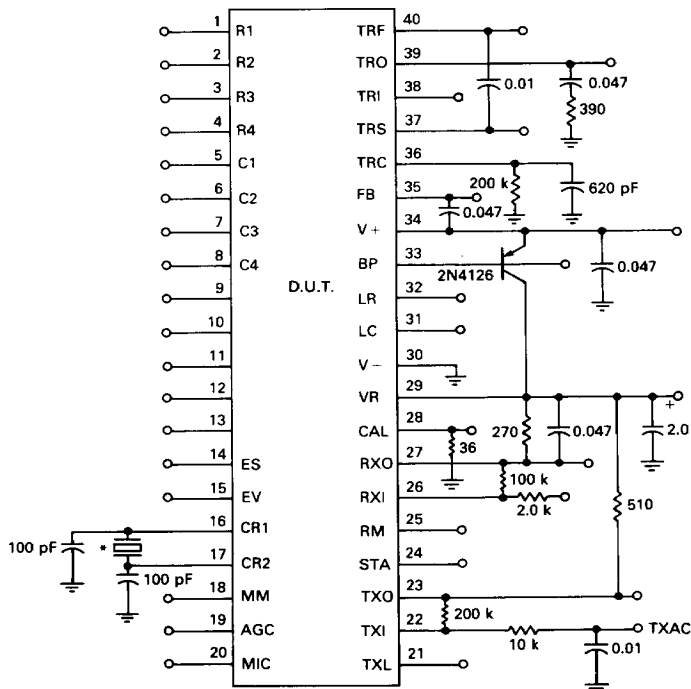 1 R1
2 R2
3 R3
4 R4
5 C1
6 C2
7 C3
8 C4
9
10
11
12
13
14 ES
15 EV
16 CR1
17 CR2
18 MM
19 AGC
20 MIC
100 pF
*
100 pF
D.U.T.
TRF 40
TRO 39
TRI 38
TRS 37
TRC 36
FB 35
V+ 34
BP 33
LR 32
LC 31
V− 30
VR 29
CAL 28
RXO 27
RXI 26
RM 25
STA 24
TXO 23
TXI 22
TXL 21
0.01
0.047
390
200 k
620 pF
0.047
2N4126
0.047
+
270
0.047
2.0
36
100 k
2.0 k
510
200 k
10 k
TXAC
0.01